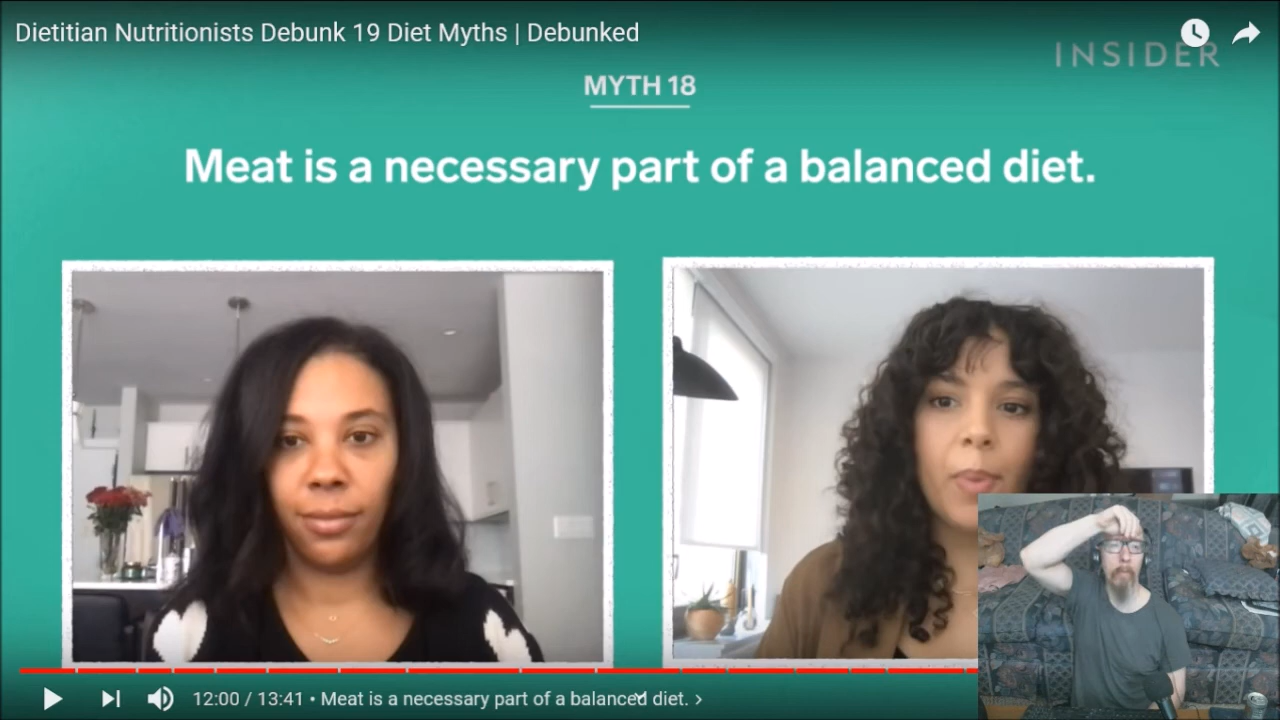 Dietitian Nutritionists Debunk 19 Diet Myths | Debunked
INSIDER
MYTH 18
Meat is a necessary part of a balanced diet.
12:00 / 13:41 • Meat is a necessary part of a balanced diet. ›